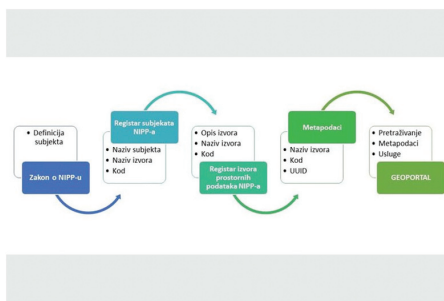 • Definicija
subjekta
Zakon o NIPP-u
Registar subjekata
NIPP-a
• Naziv subjekta
• Naziv izvora
• Kod
• Opis izvora
• Naziv izvora
• Kod
Registar izvora
prostornih
podataka NIPP-a
Metapodaci
• Naziv izvora
• Kod
• UUID
• Pretraživanje
• Metapodaci
• Usluge
GEOPORTAL